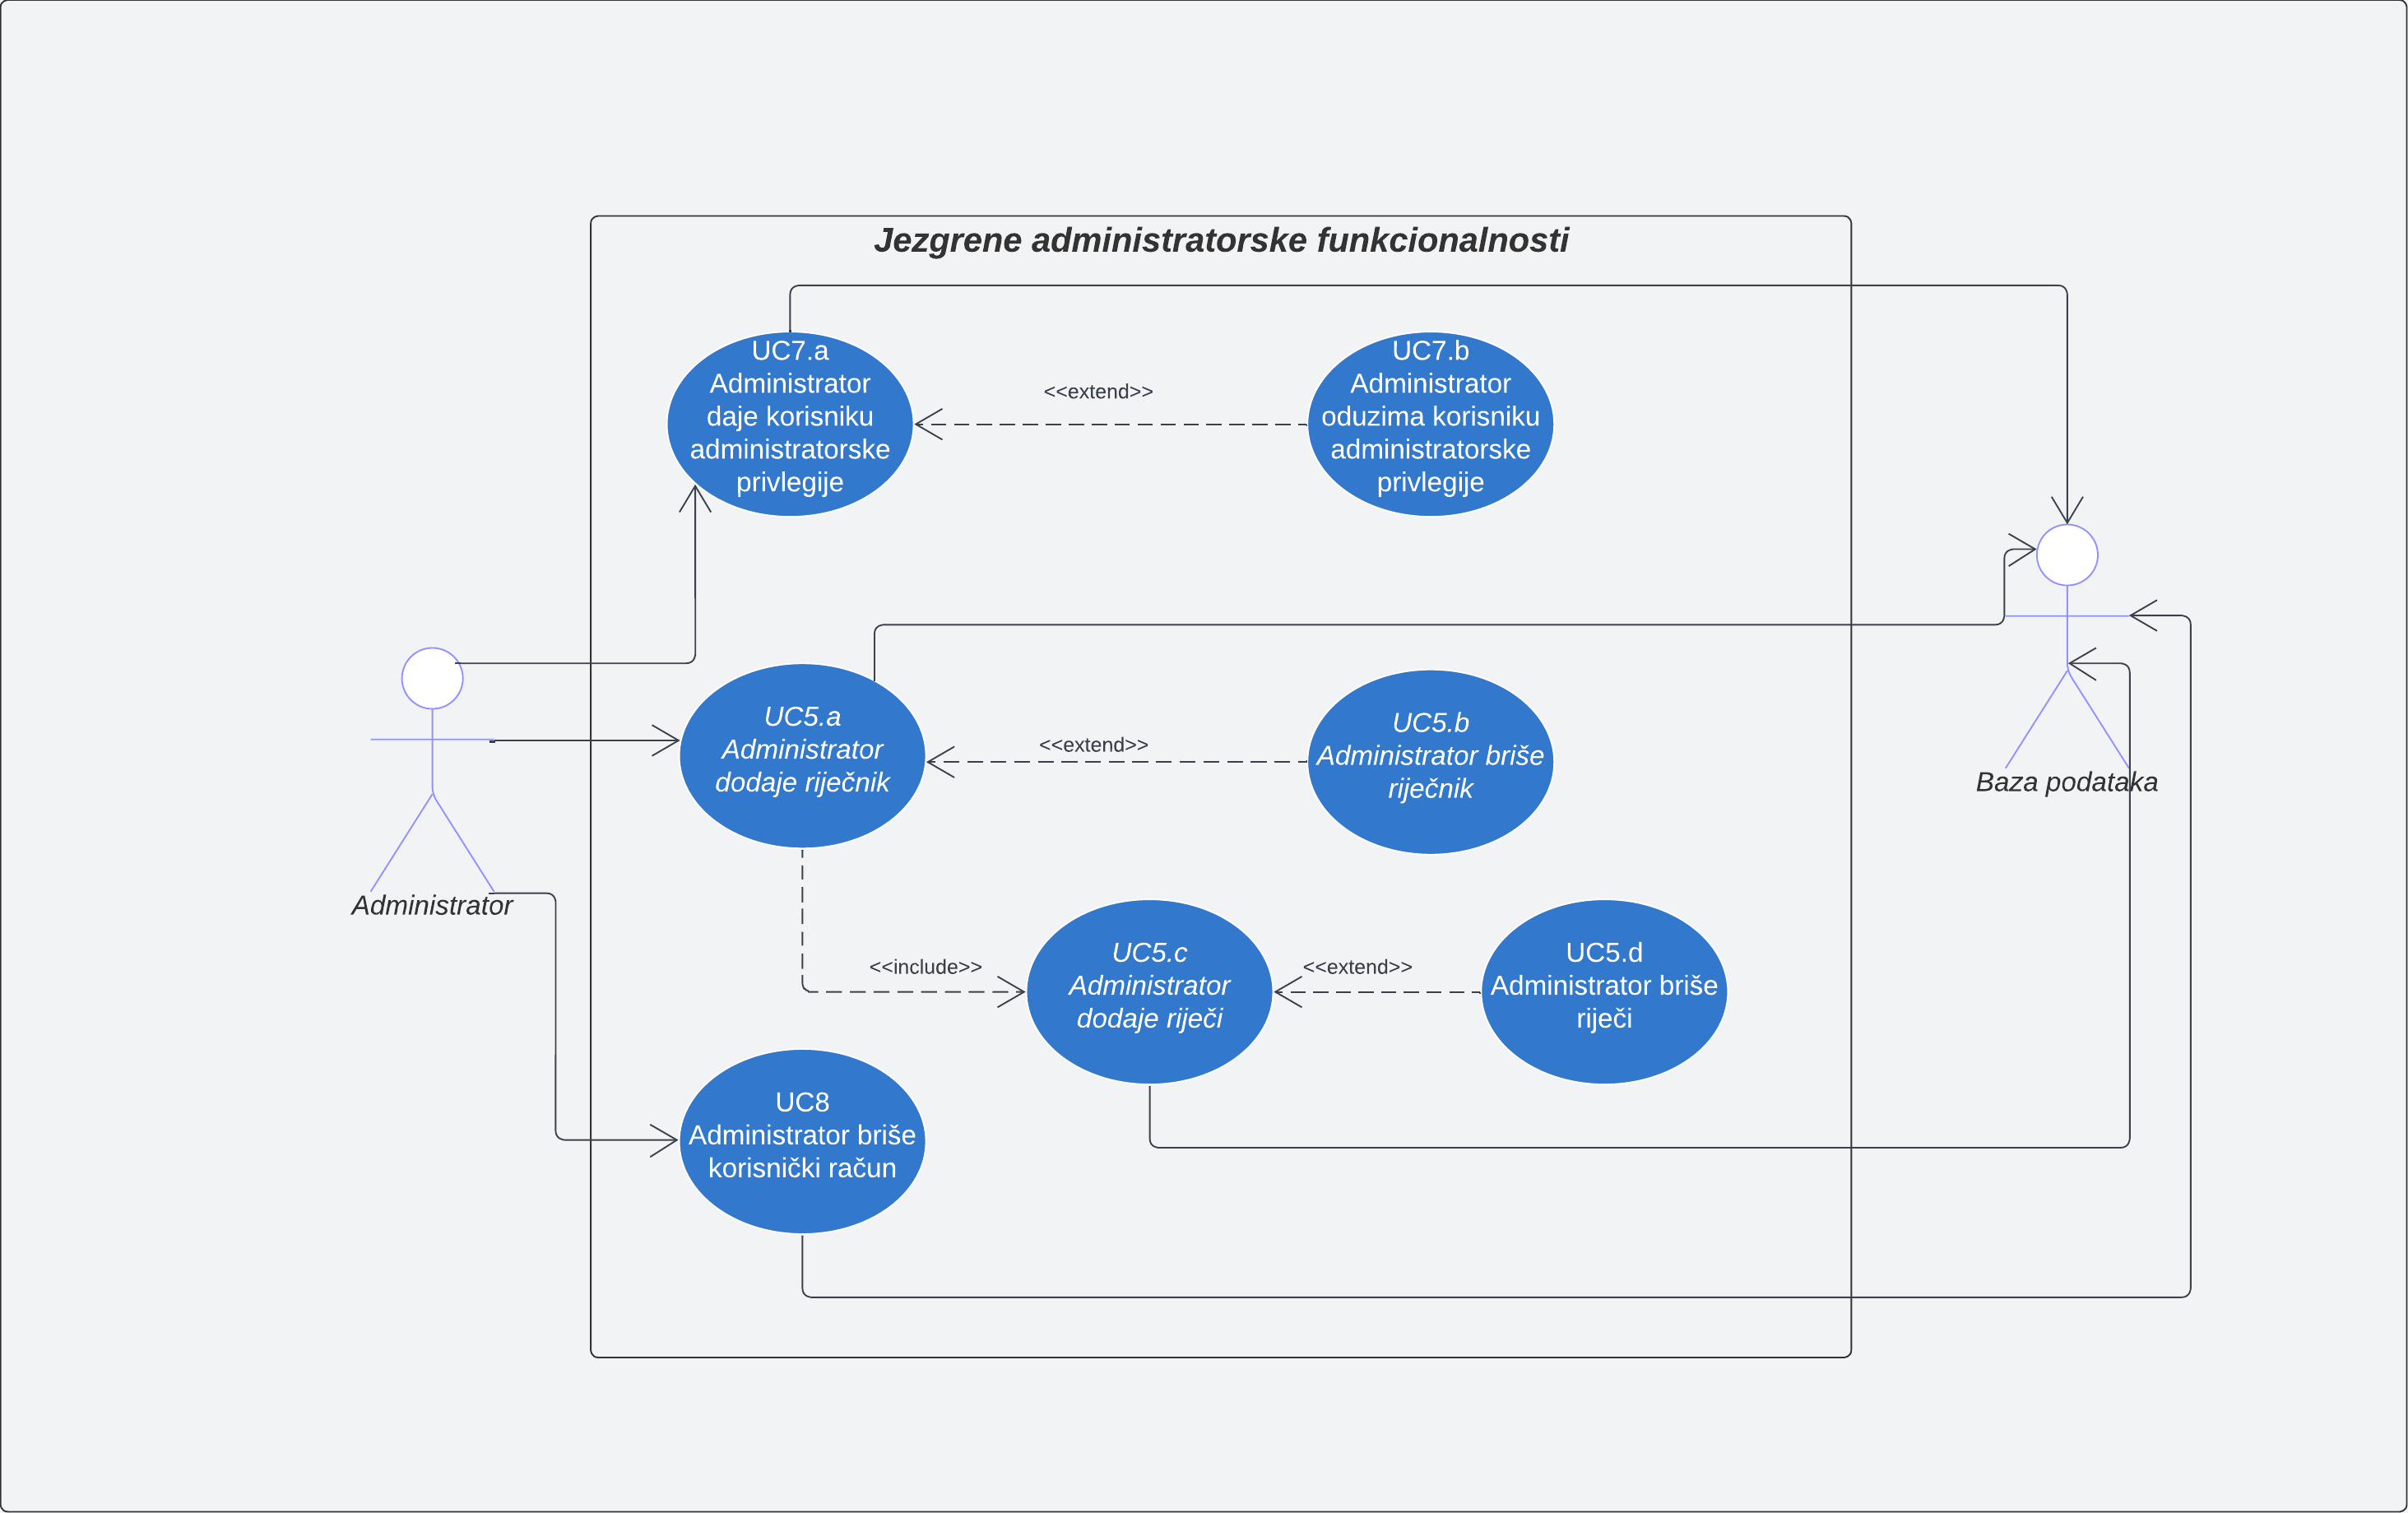 Jezgrene administratorske funkcionalnosti
UC7.a
Administrator
daje korisniku
administratorske
privlegije
<<extend>>
UC7.b
Administrator
oduzima korisniku
administratorske
privlegije
UC5.a
Administrator
dodaje riječnik
<<extend>>
UC5.b
Administrator briše
riječnik
Baza podataka
Administrator
<<include>>
UC5.c
Administrator
dodaje riječi
<<extend>>
UC5.d
Administrator briše
riječi
UC8
Administrator briše
korisnički račun